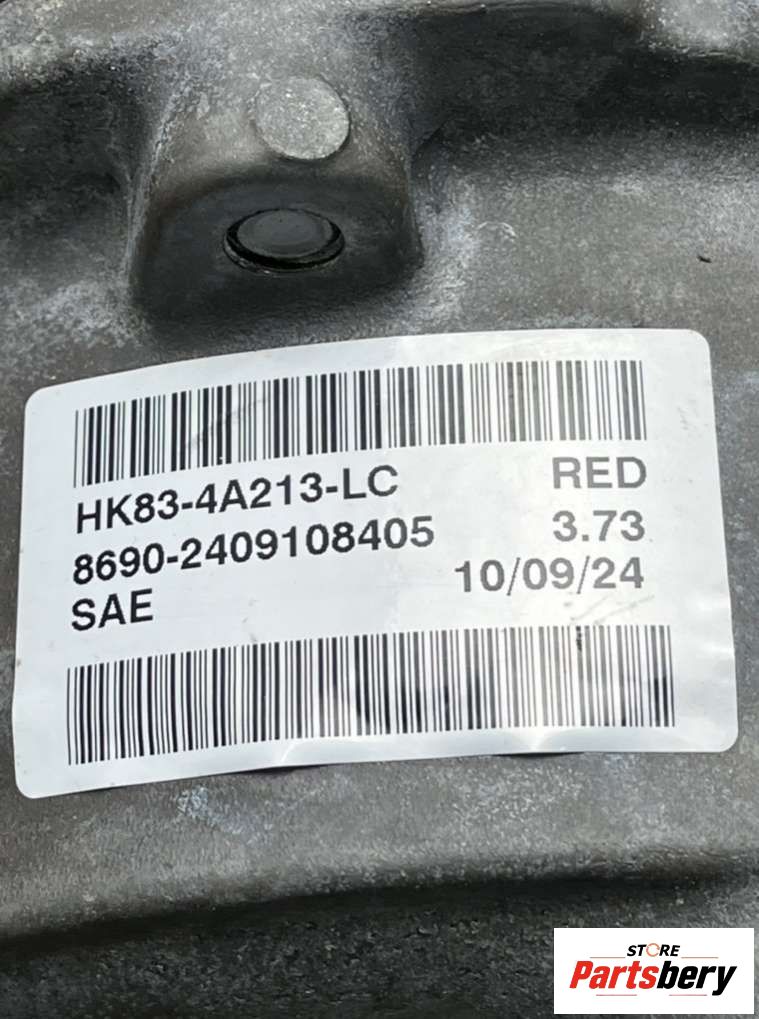 HK83-4A213-LC RED
8690-2409108405 3.73
SAE 10/09/24
STORE
Partsbery